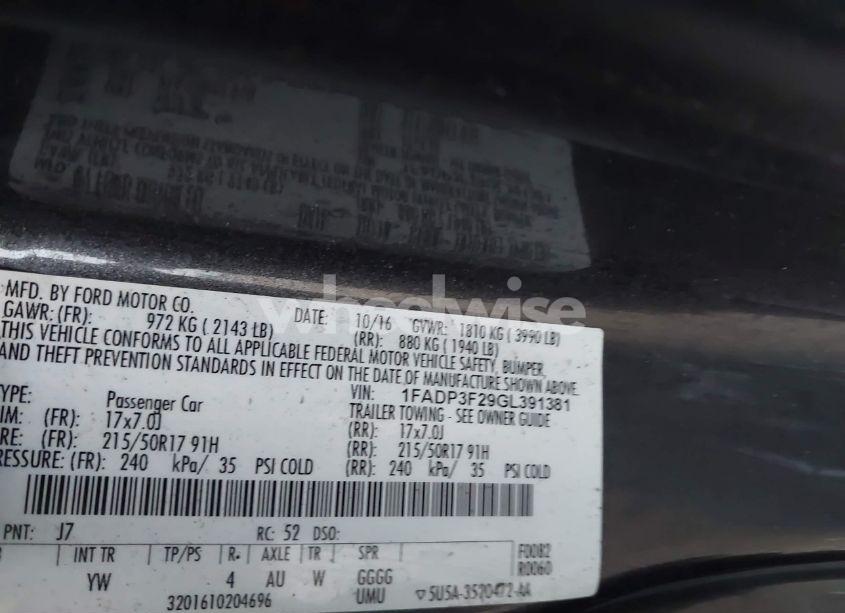 MFD. BY FORD MOTOR CO.
DATE: 10/16 GVWR: 1810 KG ( 3990 LB)
GAWR: (FR): 972 KG ( 2143 LB) (RR): 880 KG ( 1940 LB)
THIS VEHICLE CONFORMS TO ALL APPLICABLE FEDERAL MOTOR VEHICLE SAFETY, BUMPER,
AND THEFT PREVENTION STANDARDS IN EFFECT ON THE DATE OF MANUFACTURE SHOWN ABOVE.
VIN: 1FADP3F29GL391381
TYPE: Passenger Car TRAILER TOWING - SEE OWNER GUIDE
IM: (FR): 17x7.0J (RR): 17x7.0J
RE: (FR): 215/50R17 91H (RR): 215/50R17 91H
RESSURE: (FR): 240 kPa/ 35 PSI COLD (RR): 240 kPa/ 35 PSI COLD
PNT: J7 RC: 52 DSO:
INT TR TP/PS R. AXLE TR SPR F0082
R0060
YW 4 AU W GGGG
3201610204696 UMU ▽5U5A-3520472-AA
wheelwise